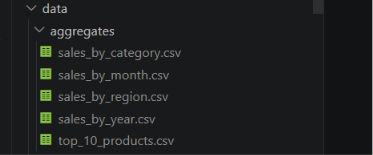 data
aggregates
sales_by_category.csv
sales_by_month.csv
sales_by_region.csv
sales_by_year.csv
top_10_products.csv